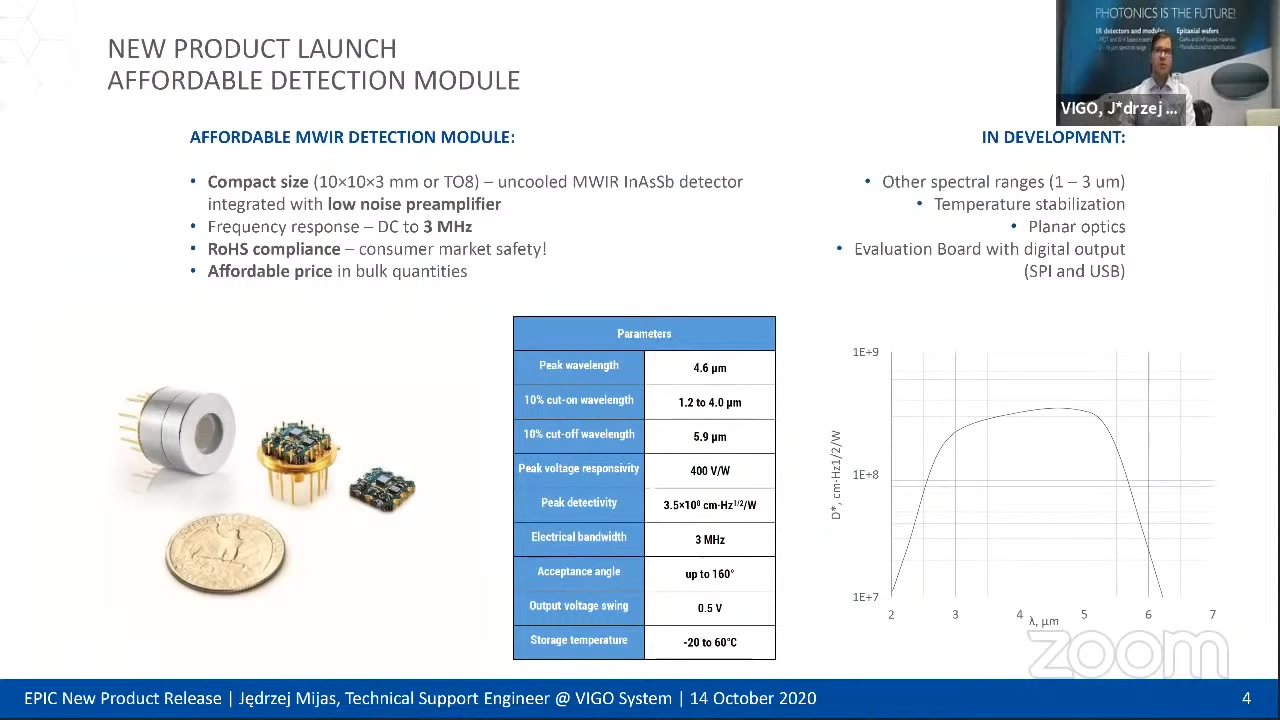 NEW PRODUCT LAUNCH
AFFORDABLE DETECTION MODULE
PHOTONICS IS THE FUTURE!
IR detectors and modules
Epitaxial wafers
VIGO, J*drzej ...
AFFORDABLE MWIR DETECTION MODULE:
• Compact size (10×10×3 mm or TO8) – uncooled MWIR InAsSb detector
integrated with low noise preamplifier
• Frequency response – DC to 3 MHz
• RoHS compliance – consumer market safety!
• Affordable price in bulk quantities
IN DEVELOPMENT:
• Other spectral ranges (1 – 3 um)
• Temperature stabilization
• Planar optics
• Evaluation Board with digital output
(SPI and USB)
Parameters
Peak wavelength 4.6 µm
10% cut-on wavelength 1.2 to 4.0 µm
10% cut-off wavelength 5.9 µm
Peak voltage responsivity 400 V/W
Peak detectivity 3.5×10⁸ cm·Hz^1/2/W
Electrical bandwidth 3 MHz
Acceptance angle up to 160°
Output voltage swing 0.5 V
Storage temperature -20 to 60°C
1E+9
1E+8
1E+7
D*, cm·Hz1/2/W
2 3 4 5 6 7
λ, µm
zoom
EPIC New Product Release | Jędrzej Mijas, Technical Support Engineer @ VIGO System | 14 October 2020
4